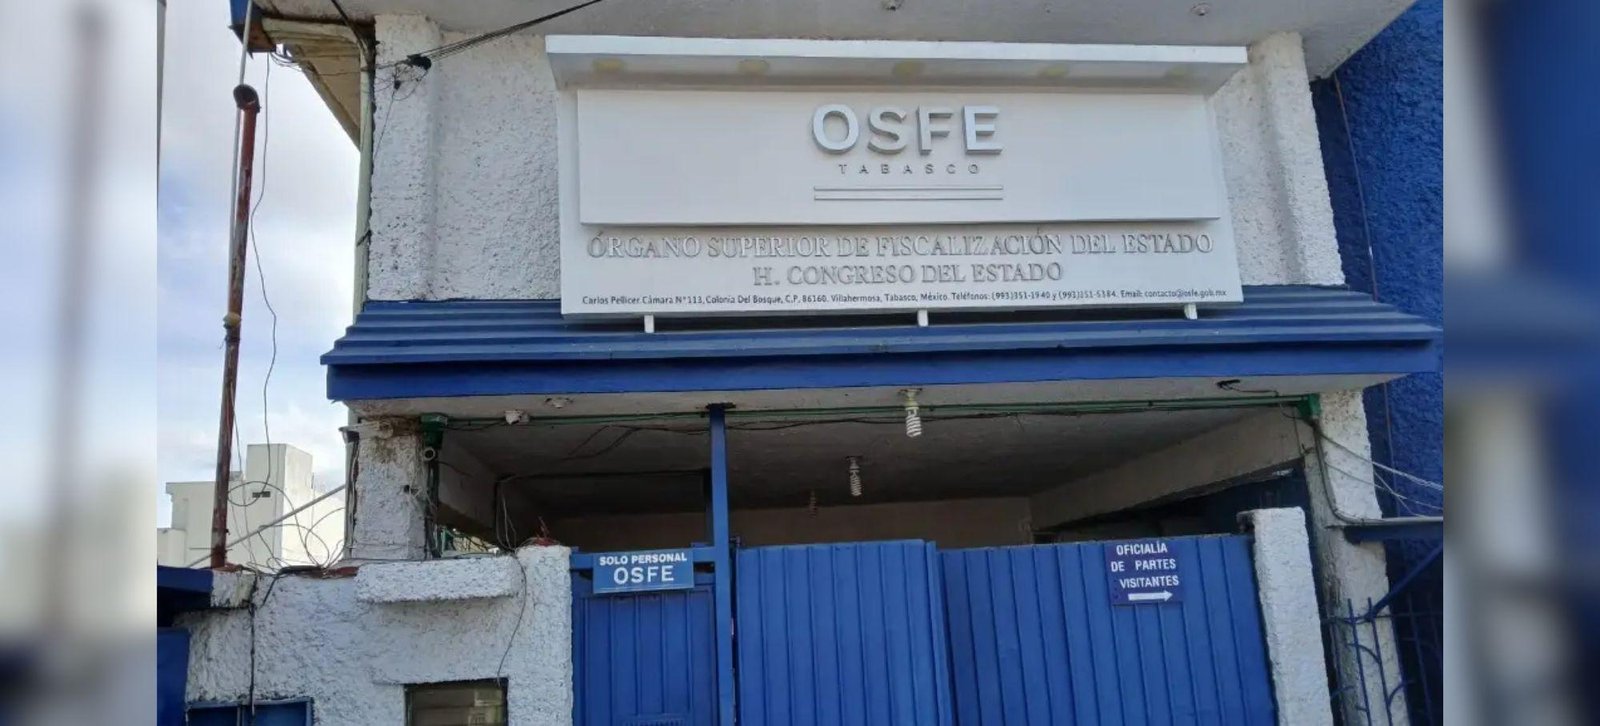 OSFE
TABASCO
ÓRGANO SUPERIOR DE FISCALIZACIÓN DEL ESTADO
H. CONGRESO DEL ESTADO
Carlos Pellicer Cámara N°113, Colonia Del Bosque, C.P. 86160. Villahermosa, Tabasco, México. Teléfonos: (993)351-1940 y (993)351-5384. Email: contacto@osfe.gob.mx
SOLO PERSONAL
OSFE
OFICIALÍA
DE PARTES
VISITANTES